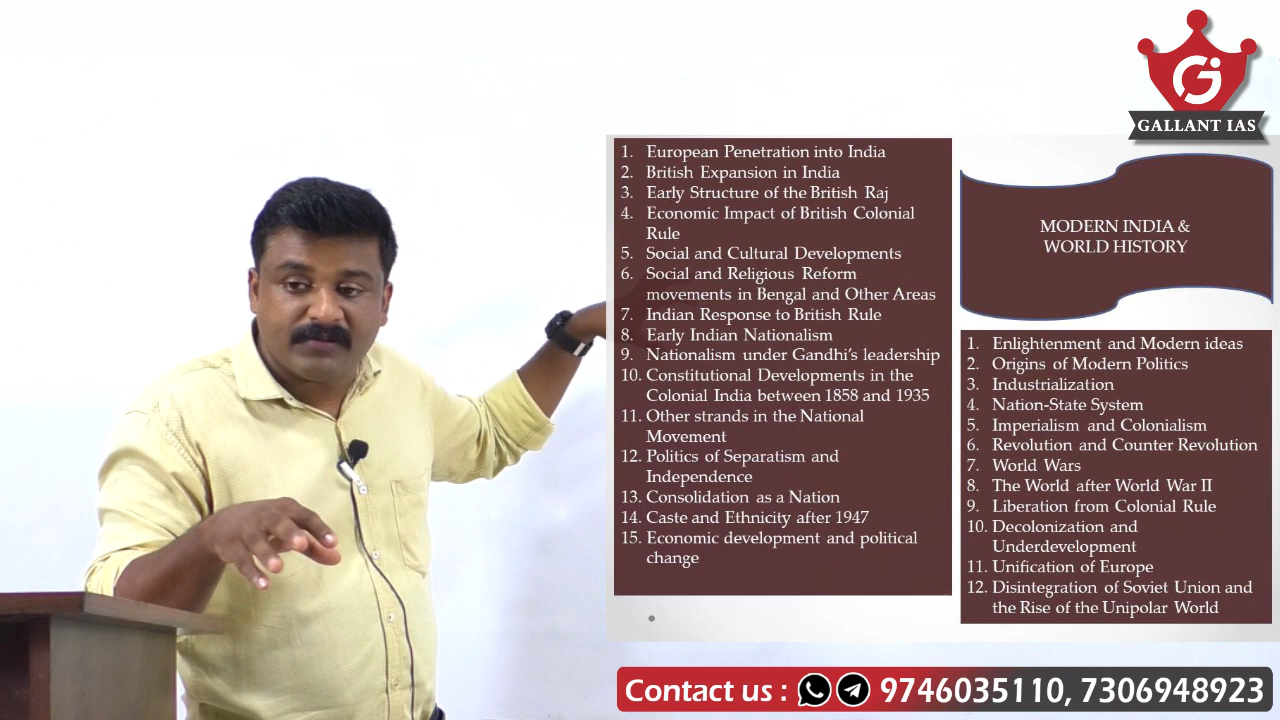 GALLANT IAS
1. European Penetration into India
2. British Expansion in India
3. Early Structure of the British Raj
4. Economic Impact of British Colonial
Rule
5. Social and Cultural Developments
6. Social and Religious Reform
movements in Bengal and Other Areas
7. Indian Response to British Rule
8. Early Indian Nationalism
9. Nationalism under Gandhi's leadership
10. Constitutional Developments in the
Colonial India between 1858 and 1935
11. Other strands in the National
Movement
12. Politics of Separatism and
Independence
13. Consolidation as a Nation
14. Caste and Ethnicity after 1947
15. Economic development and political
change
MODERN INDIA &
WORLD HISTORY
1. Enlightenment and Modern ideas
2. Origins of Modern Politics
3. Industrialization
4. Nation-State System
5. Imperialism and Colonialism
6. Revolution and Counter Revolution
7. World Wars
8. The World after World War II
9. Liberation from Colonial Rule
10. Decolonization and
Underdevelopment
11. Unification of Europe
12. Disintegration of Soviet Union and
the Rise of the Unipolar World
Contact us : 9746035110, 7306948923